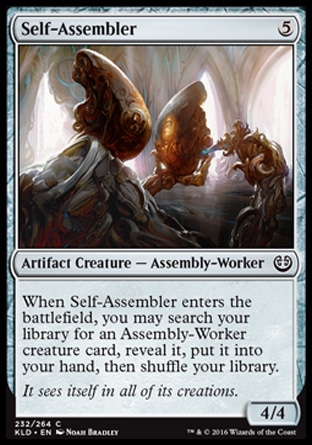 Self-Assembler 5
Artifact Creature — Assembly-Worker
When Self-Assembler enters the
battlefield, you may search your
library for an Assembly-Worker
creature card, reveal it, put it into
your hand, then shuffle your library.
It sees itself in all of its creations.
4/4
232/264 C
KLD • EN Noah Bradley
™ & © 2016 Wizards of the Coast